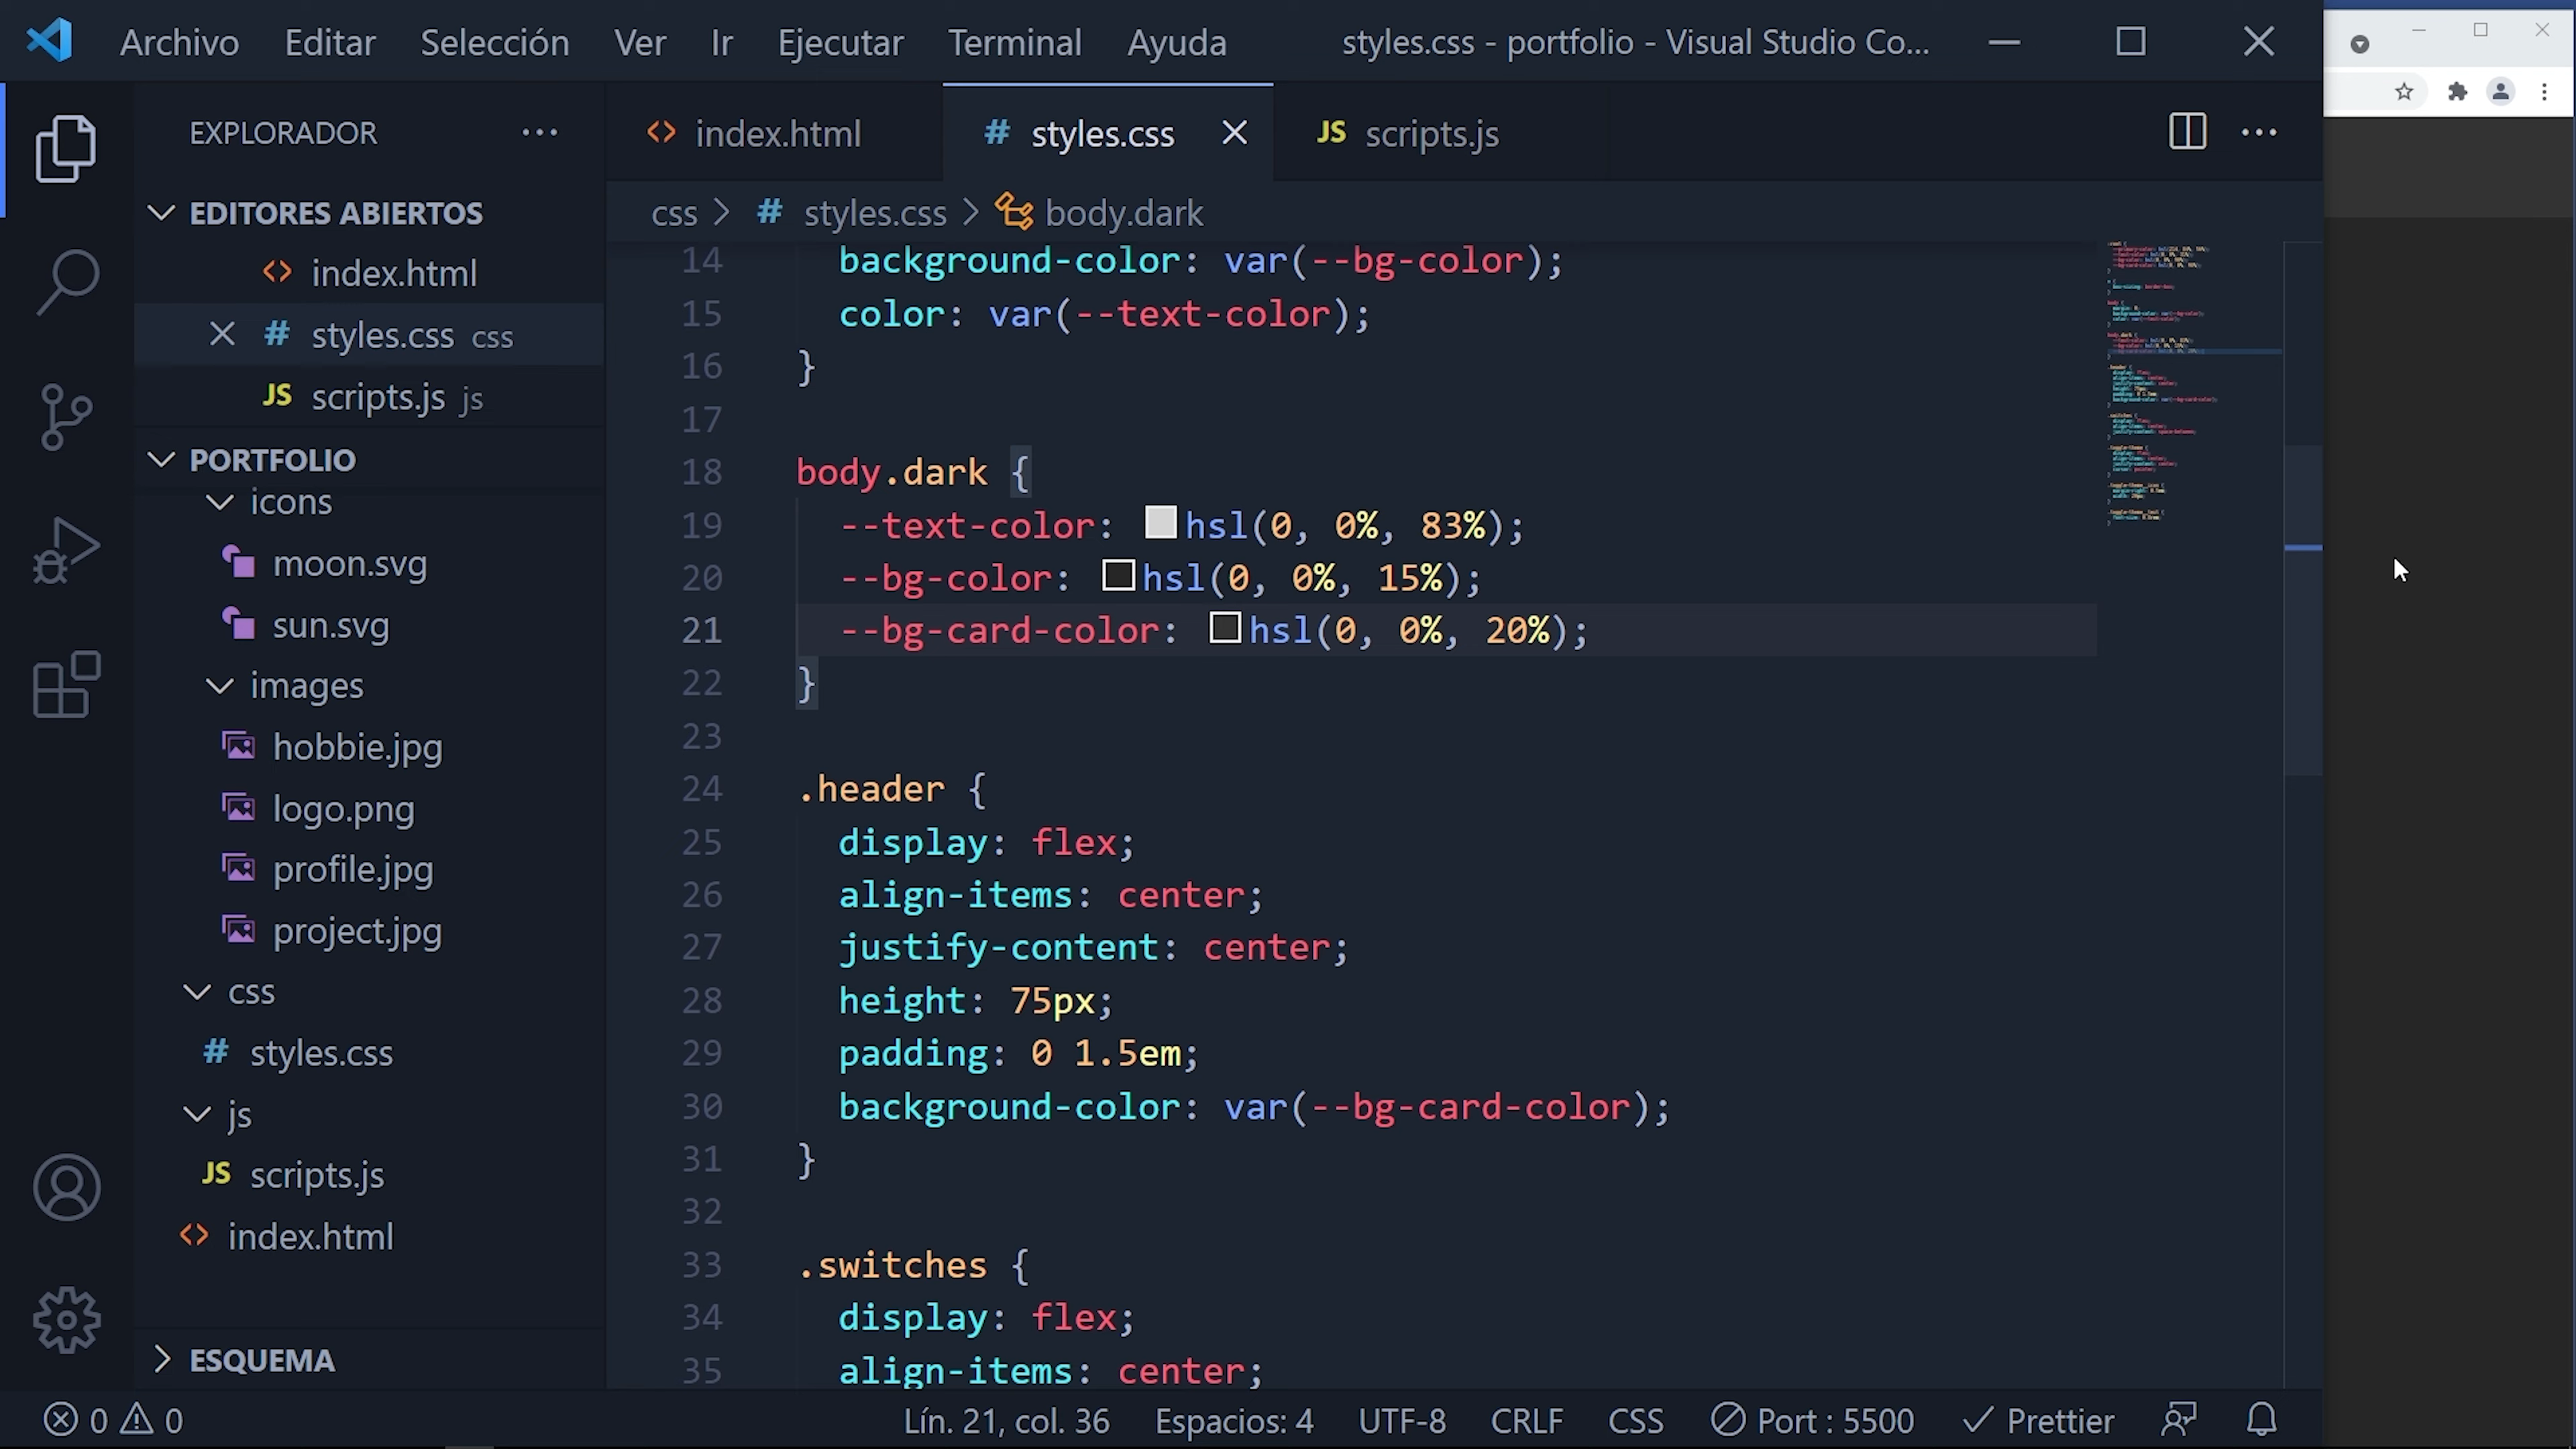 Archivo Editar Selección Ver Ir Ejecutar Terminal Ayuda styles.css - portfolio - Visual Studio Co...
EXPLORADOR
EDITORES ABIERTOS
index.html
styles.css css
JS scripts.js js
PORTFOLIO
icons
moon.svg
sun.svg
images
hobbie.jpg
logo.png
profile.jpg
project.jpg
css
# styles.css
js
JS scripts.js
index.html
ESQUEMA
index.html # styles.css JS scripts.js
css > # styles.css > body.dark
14 background-color: var(--bg-color);
15 color: var(--text-color);
16 }
17
18 body.dark {
19 --text-color: hsl(0, 0%, 83%);
20 --bg-color: hsl(0, 0%, 15%);
21 --bg-card-color: hsl(0, 0%, 20%);
22 }
23
24 .header {
25 display: flex;
26 align-items: center;
27 justify-content: center;
28 height: 75px;
29 padding: 0 1.5em;
30 background-color: var(--bg-card-color);
31 }
32
33 .switches {
34 display: flex;
35 align-items: center;
0 0 Lín. 21, col. 36 Espacios: 4 UTF-8 CRLF CSS Port : 5500 Prettier